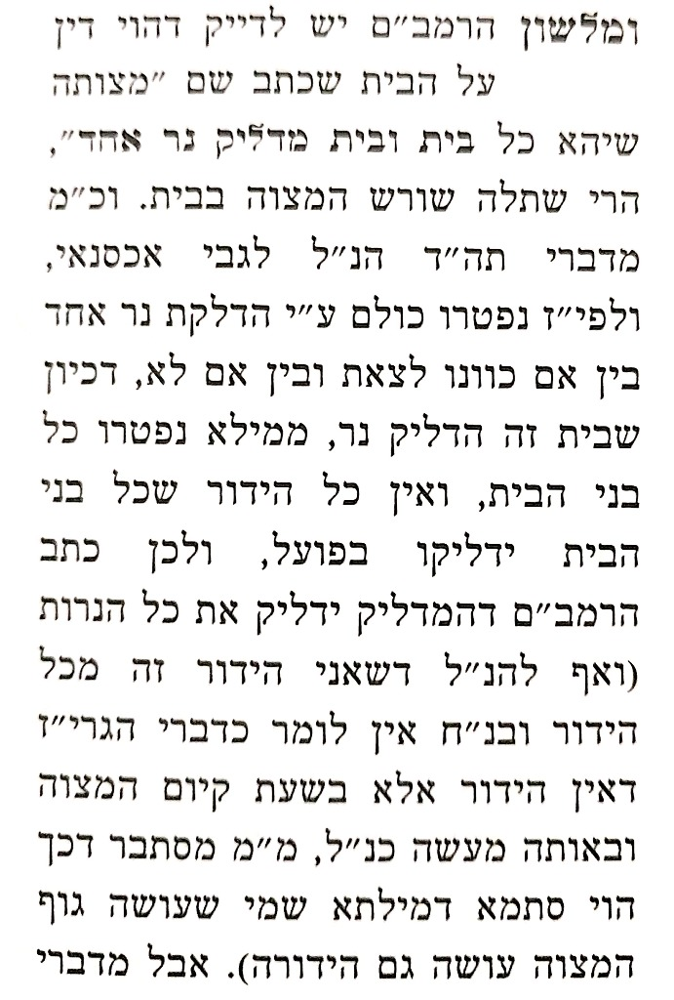 ומלשון הרמב״ם יש לדייק דהוי דין
על הבית שכתב שם ״מצותה
שיהא כל בית ובית מדליק נר אחד״,
הרי שתלה שורש המצוה בבית. וכ״מ
מדברי תה״ד הנ״ל לגבי אכסנאי,
ולפי״ז נפטרו כולם ע״י הדלקת נר אחד
בין אם כוונו לצאת ובין אם לא, דכיון
שבית זה הדליק נר, ממילא נפטרו כל
בני הבית, ואין כל הידור שכל בני
הבית ידליקו בפועל, ולכן כתב
הרמב״ם דהמדליק ידליק את כל הנרות
(ואף להנ״ל דשאני הידור זה מכל
הידור ובנ״ח אין לומר כדברי הגרי״ז
דאין הידור אלא בשעת קיום המצוה
ובאותה מעשה כנ״ל, מ״מ מסתבר דכך
הוי סתמא דמילתא שמי שעושה גוף
המצוה עושה גם הידורה). אבל מדברי